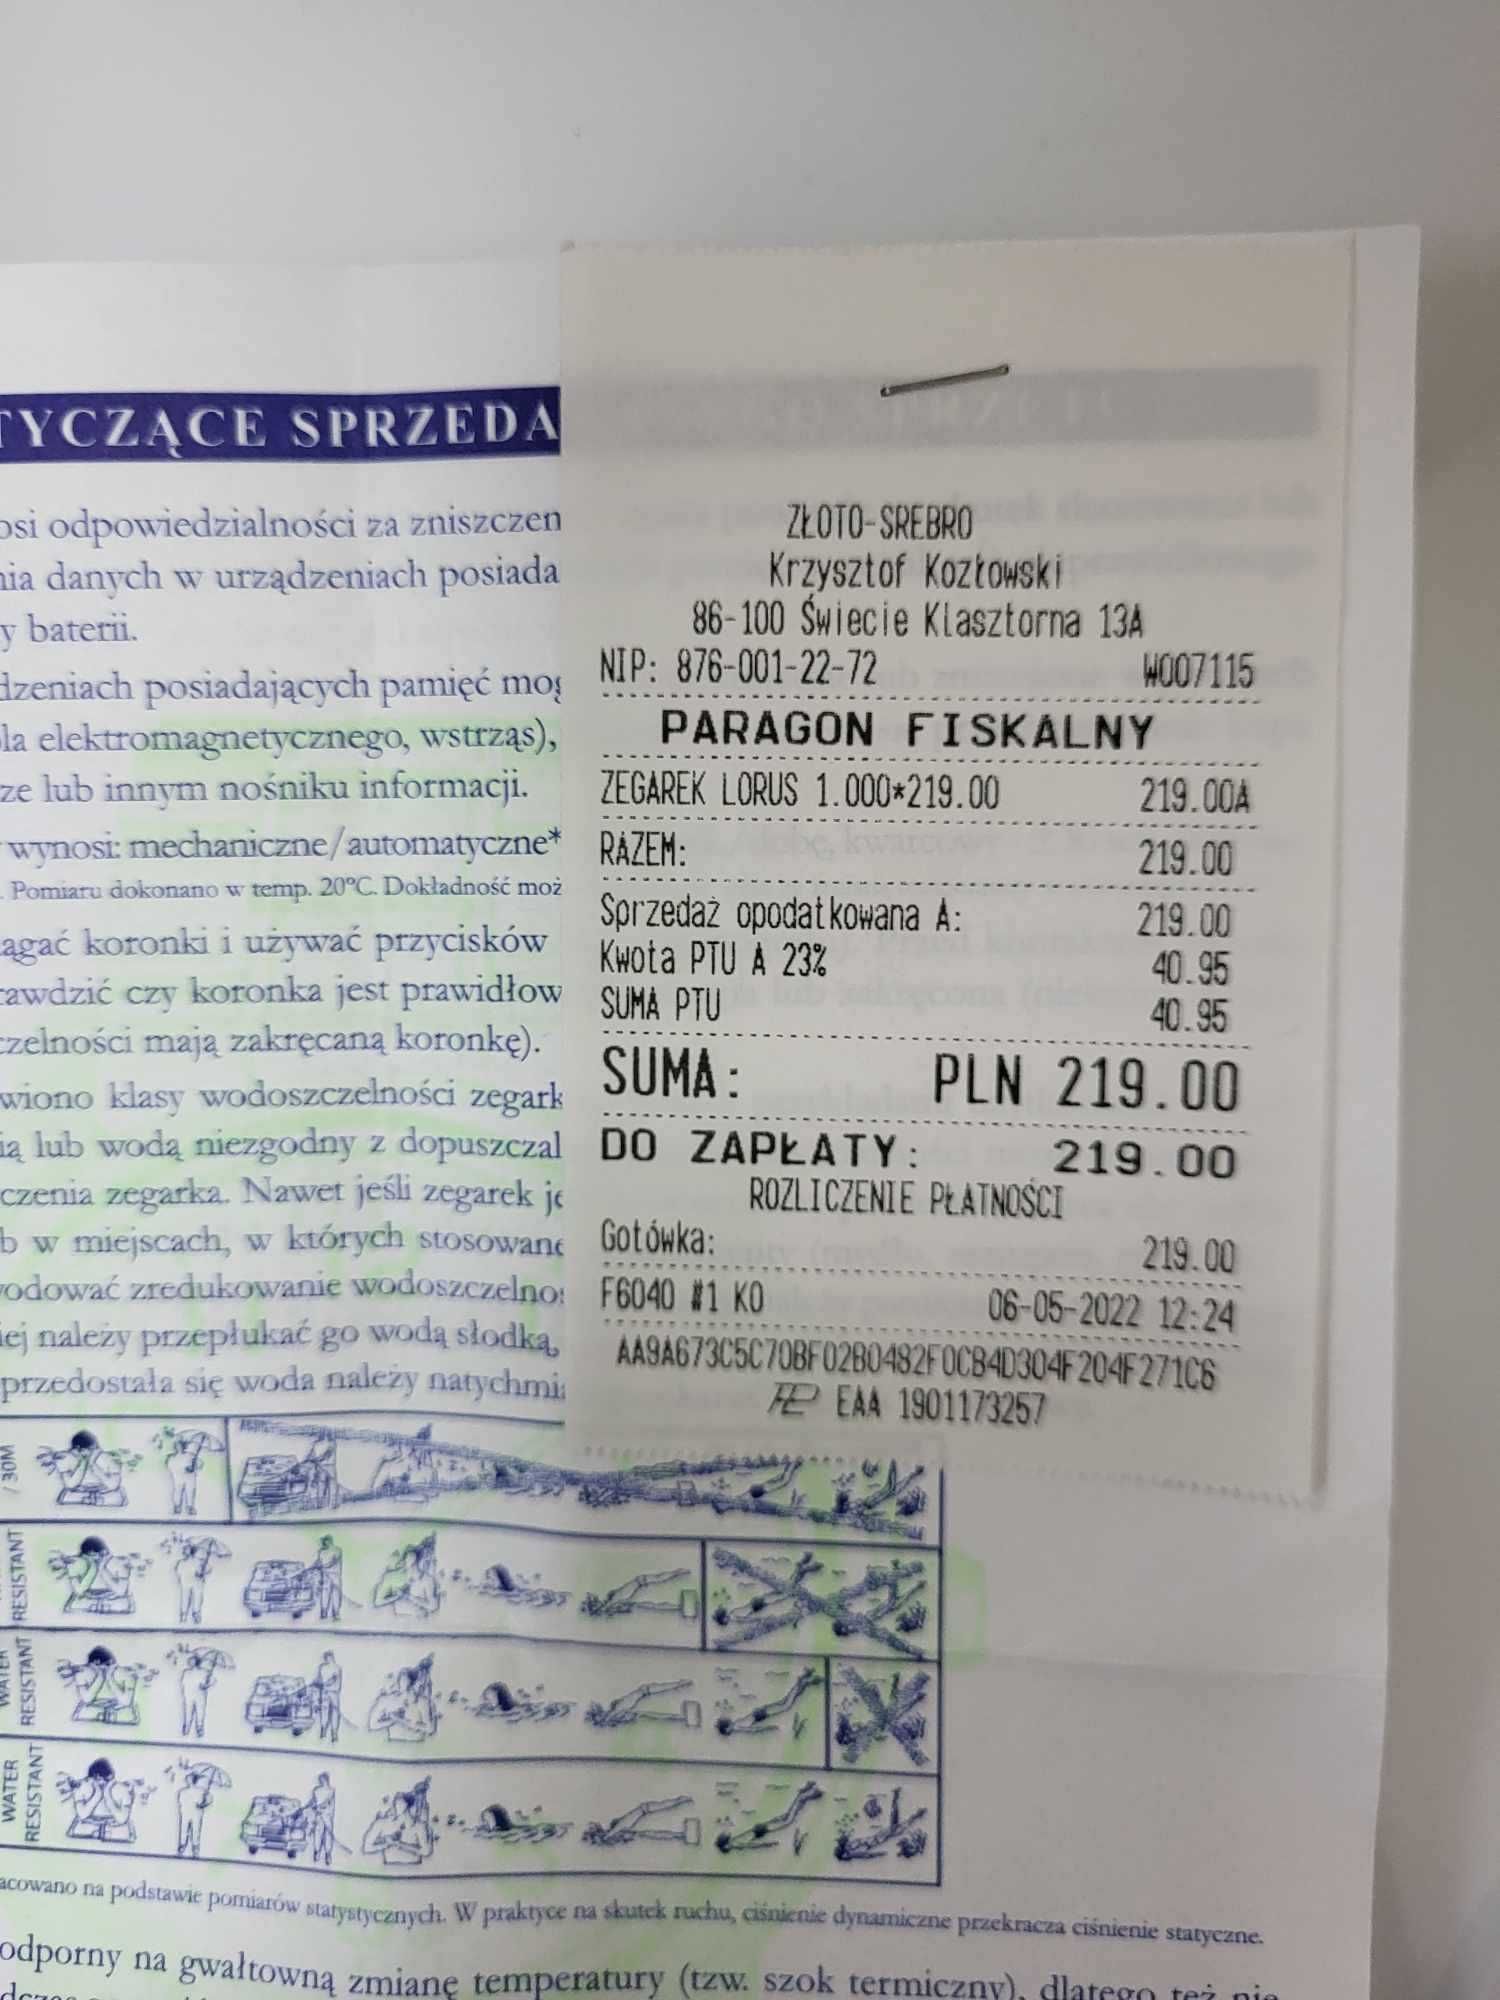 TYCZĄCE SPRZEDA
osi odpowiedzialności za zniszczen
nia danych w urządzeniach posiada
y baterii.
dzeniach posiadających pamięć mog
ola elektromagnetycznego, wstrząs),
ze lub innym nośniku informacji.
wynosi: mechaniczne/automatyczne*
. Pomiaru dokonano w temp. 20°C. Dokładność moż
ągać koronki i używać przycisków
rawdzić czy koronka jest prawidłow
czelności mają zakręcaną koronkę).
wiono klasy wodoszczelności zegark
ią lub wodą niezgodny z dopuszczal
czenia zegarka. Nawet jeśli zegarek je
b w miejscach, w których stosowane
odować zredukowanie wodoszczelnoś
iej należy przepłukać go wodą słodką,
przedostała się woda należy natychmia
/ 30M
RESISTANT
WATER
RESISTANT
WATER
RESISTANT
acowano na podstawie pomiarów statystycznych. W praktyce na skutek ruchu, ciśnienie dynamiczne przekracza ciśnienie statyczne.
odporny na gwałtowną zmianę temperatury (tzw. szok termiczny), dlatego też nie
ZŁOTO-SREBRO
Krzysztof Kozłowski
86-100 Świecie Klasztorna 13A
NIP: 876-001-22-72 W007115
PARAGON FISKALNY
ZEGAREK LORUS 1.000*219.00 219.00A
RAZEM: 219.00
Sprzedaż opodatkowana A: 219.00
Kwota PTU A 23% 40.95
SUMA PTU 40.95
SUMA: PLN 219.00
DO ZAPŁATY: 219.00
ROZLICZENIE PŁATNOŚCI
Gotówka: 219.00
F6040 #1 KO 06-05-2022 12:24
AA9A673C5C70BF02B0482F0CB4D304F204F271C6
EAA 1901173257